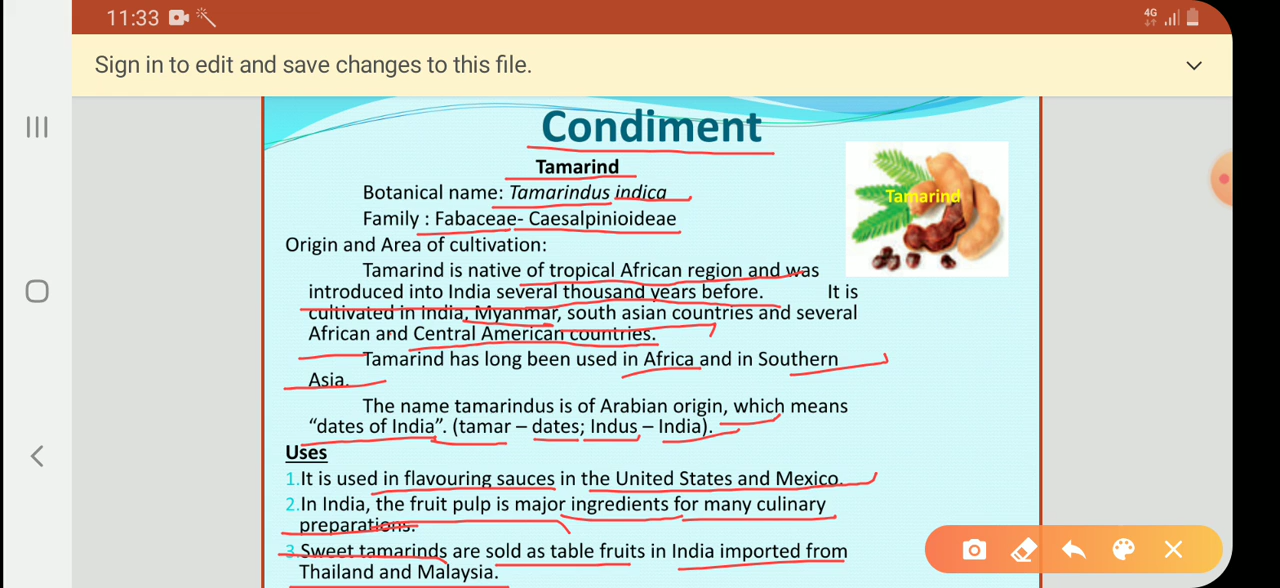 11:33
4G
Sign in to edit and save changes to this file.
Condiment
Tamarind
Botanical name: Tamarindus indica
Family : Fabaceae- Caesalpinioideae
Tamarind
Origin and Area of cultivation:
Tamarind is native of tropical African region and was
introduced into India several thousand years before. It is
cultivated in India, Myanmar, south asian countries and several
African and Central American countries.
Tamarind has long been used in Africa and in Southern
Asia.
The name tamarindus is of Arabian origin, which means
“dates of India”. (tamar – dates; Indus – India).
Uses
1.It is used in flavouring sauces in the United States and Mexico.
2.In India, the fruit pulp is major ingredients for many culinary
preparations.
3.Sweet tamarinds are sold as table fruits in India imported from
Thailand and Malaysia.